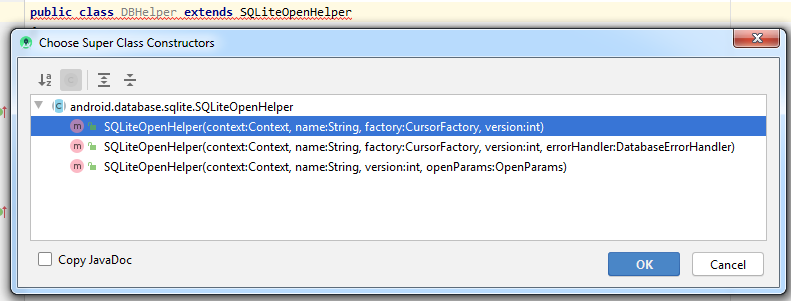 public class DBHelper extends SQLiteOpenHelper
Choose Super Class Constructors
android.database.sqlite.SQLiteOpenHelper
SQLiteOpenHelper(context:Context, name:String, factory:CursorFactory, version:int)
SQLiteOpenHelper(context:Context, name:String, factory:CursorFactory, version:int, errorHandler:DatabaseErrorHandler)
SQLiteOpenHelper(context:Context, name:String, version:int, openParams:OpenParams)
Copy JavaDoc
OK
Cancel